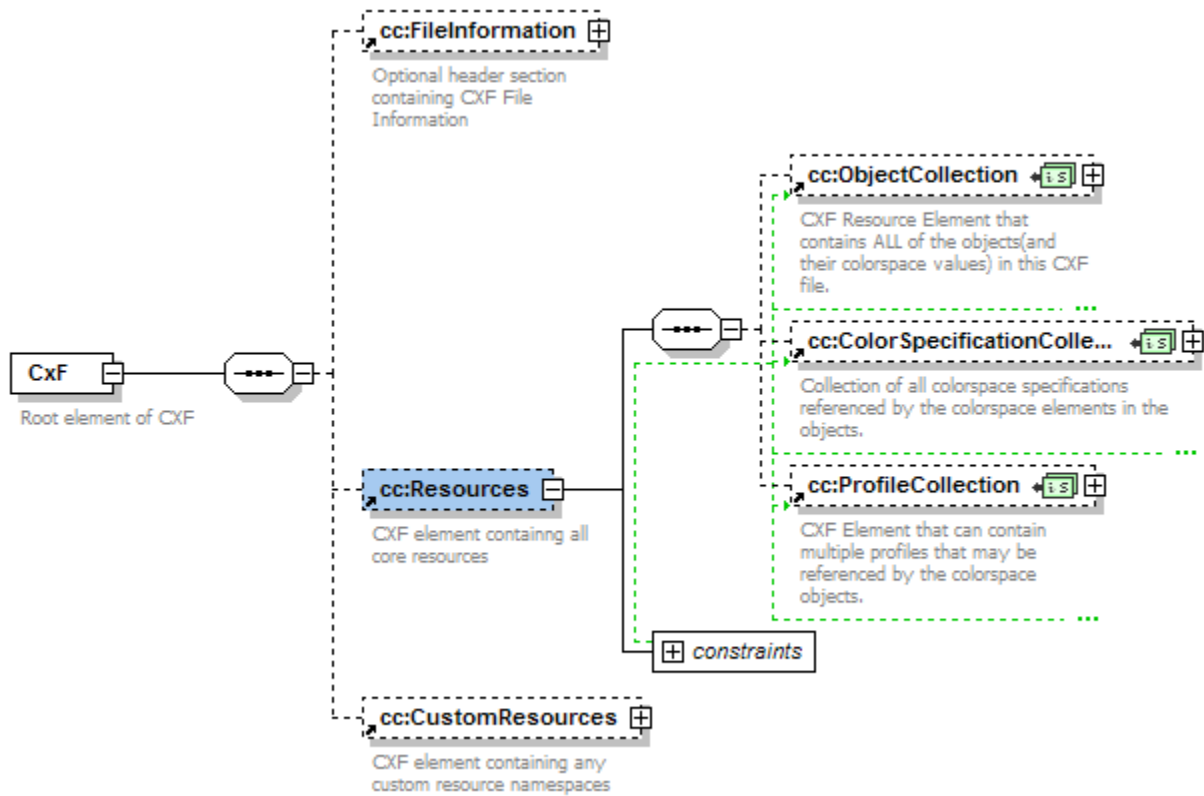 cc:FileInformation
Optional header section
containing CXF File
Information
cc:ObjectCollection
is
CXF Resource Element that
contains ALL of the objects(and
their colorspace values) in this CXF
file.
cc:ColorSpecificationColle...
is
Collection of all colorspace specifications
referenced by the colorspace elements in the
objects.
CxF
Root element of CXF
cc:Resources
CXF element containng all
core resources
cc:ProfileCollection
is
CXF Element that can contain
multiple profiles that may be
referenced by the colorspace
objects.
constraints
cc:CustomResources
CXF element containing any
custom resource namespaces